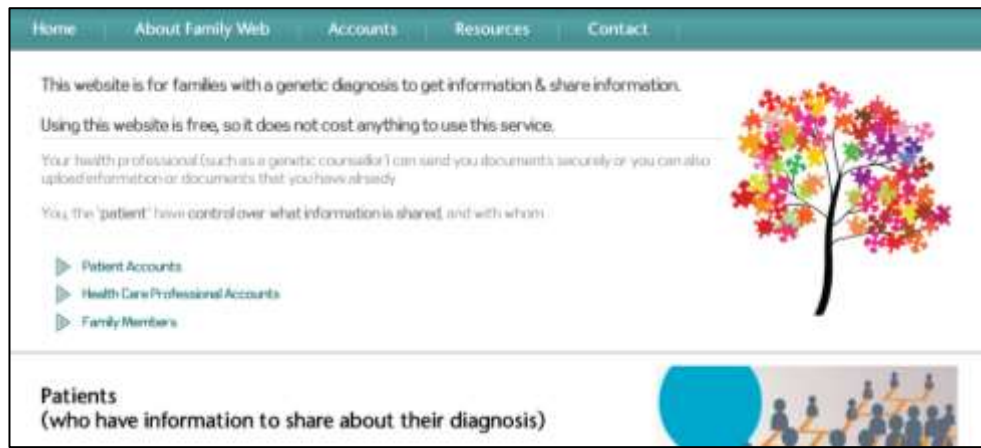 Home About Family Web Accounts Resources Contact
This website is for families with a genetic diagnosis to get information & share information.
Using this website is free, so it does not cost anything to use this service.
Your health professional (such as a genetic counsellor) can send you documents securely or you can also
upload information or documents that you have already
You, the 'patient' have control over what information is shared, and with whom
Patient Accounts
Health Care Professional Accounts
Family Members
Patients
(who have information to share about their diagnosis)